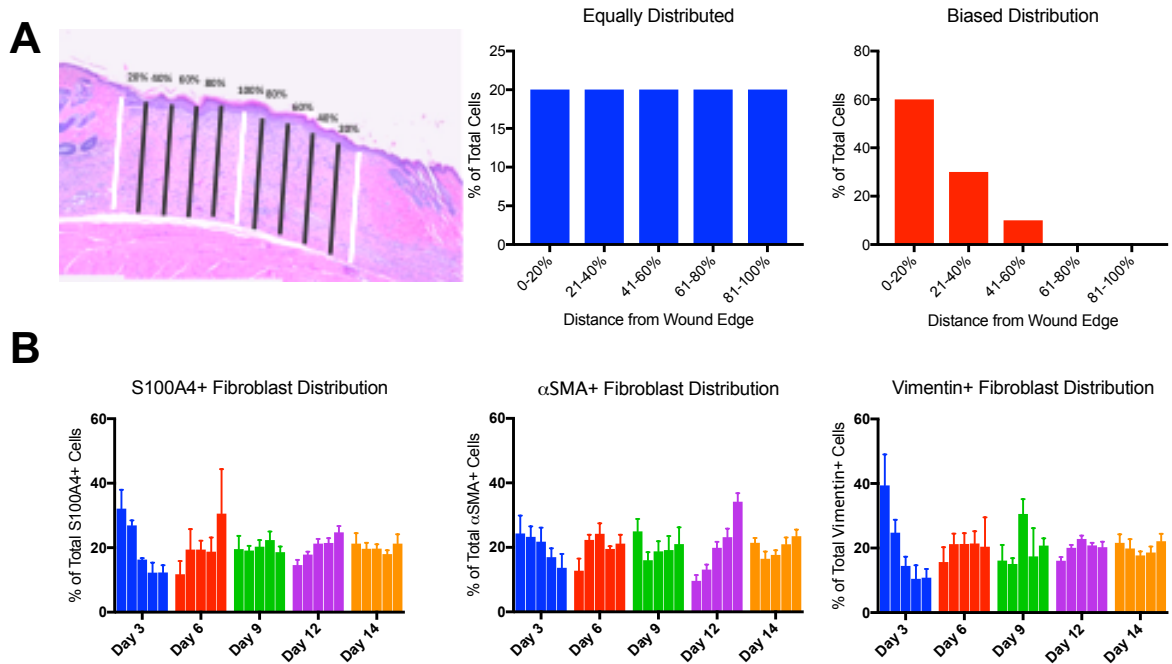 A
20% 40% 60% 80% 100% 80% 60% 40% 20%
Equally Distributed
% of Total Cells
25
20
15
10
5
0
0-20%
21-40%
41-60%
61-80%
81-100%
Distance from Wound Edge
Biased Distribution
% of Total Cells
80
60
40
20
0
0-20%
21-40%
41-60%
61-80%
81-100%
Distance from Wound Edge
B
S100A4+ Fibroblast Distribution
% of Total S100A4+ Cells
60
40
20
0
Day 3
Day 6
Day 9
Day 12
Day 14
αSMA+ Fibroblast Distribution
% of Total αSMA+ Cells
60
40
20
0
Day 3
Day 6
Day 9
Day 12
Day 14
Vimentin+ Fibroblast Distribution
% of Total Vimentin+ Cells
60
40
20
0
Day 3
Day 6
Day 9
Day 12
Day 14